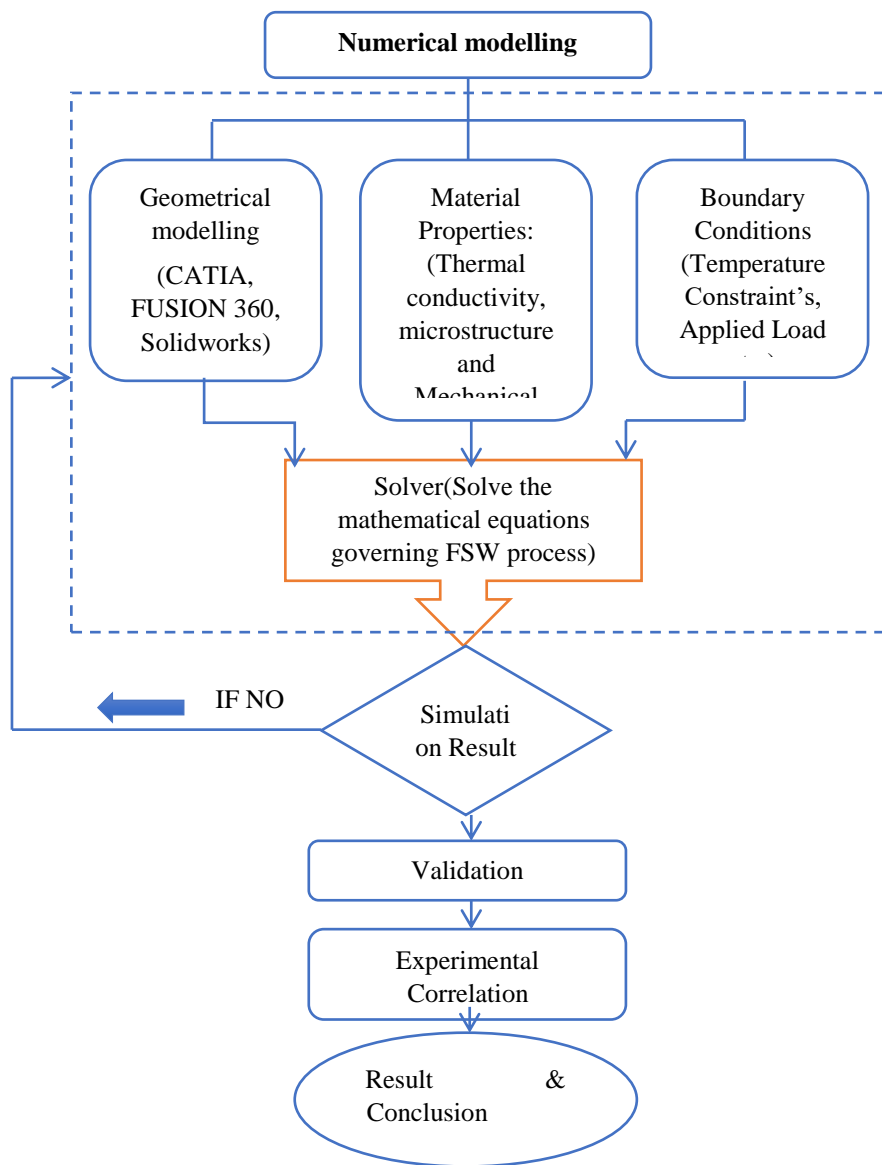 Numerical modelling
Geometrical
modelling
(CATIA,
FUSION 360,
Solidworks)
Material
Properties:
(Thermal
conductivity,
microstructure
and
Mechanical
Boundary
Conditions
(Temperature
Constraint’s,
Applied Load
Solver(Solve the
mathematical equations
governing FSW process)
IF NO
Simulati
on Result
Validation
Experimental
Correlation
Result &
Conclusion